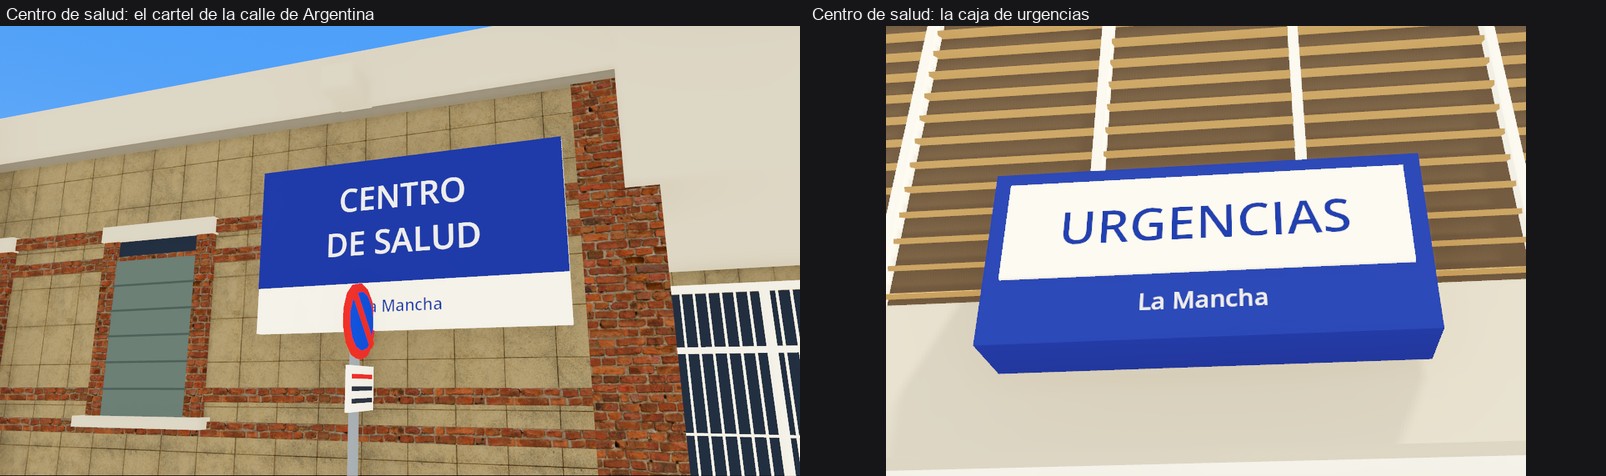 Centro de salud: el cartel de la calle de Argentina
CENTRO
DE SALUD
a Mancha
Centro de salud: la caja de urgencias
URGENCIAS
La Mancha